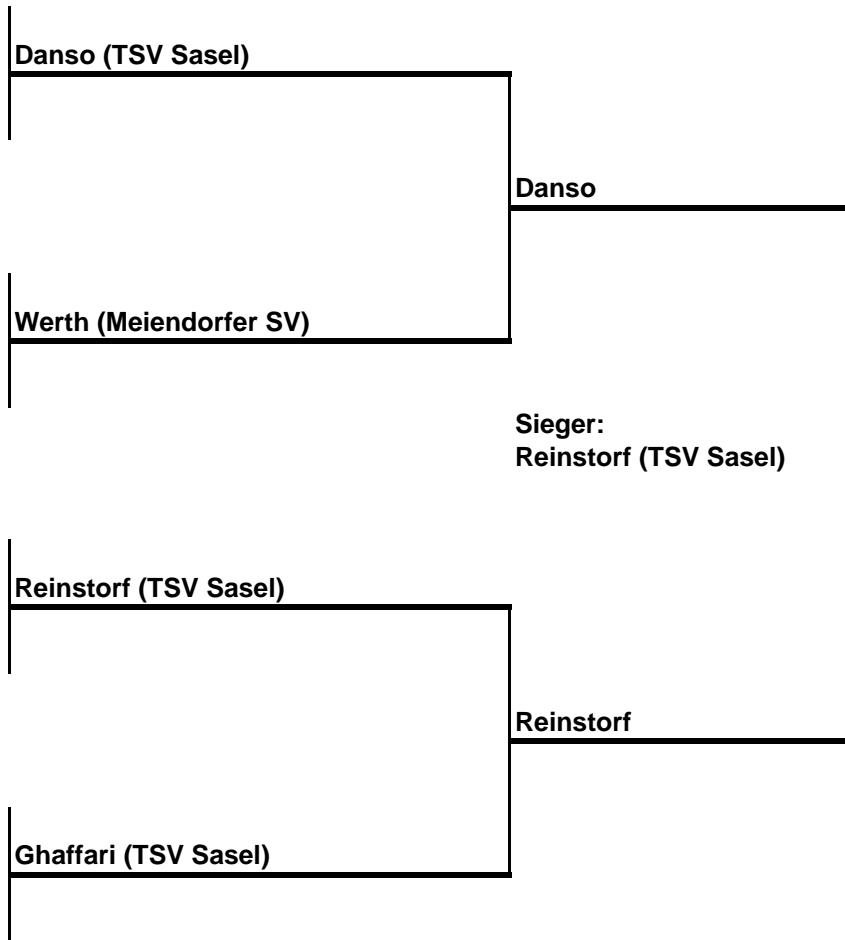 Danso (TSV Sasel)
Danso
Werth (Meiendorfer SV)
Sieger:
Reinstorf (TSV Sasel)
Reinstorf (TSV Sasel)
Reinstorf
Ghaffari (TSV Sasel)